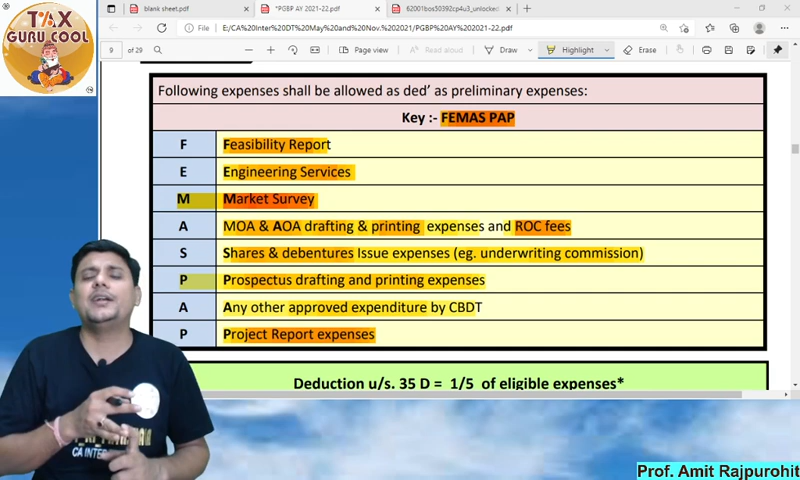 TAX
GURU COOL
blank sheet.pdf
*PGBP AY 2021-22.pdf
62001bos50392cp4u3_unlocked
File
E:/CA%20Inter%20DT%20May%20and%20Nov.%202021/PGBP%20AY%202021-22.pdf
9 of 29
Page view
Read aloud
Draw
Highlight
Erase
Following expenses shall be allowed as ded' as preliminary expenses:
Key :- FEMAS PAP
F Feasibility Report
E Engineering Services
M Market Survey
A MOA & AOA drafting & printing expenses and ROC fees
S Shares & debentures Issue expenses (eg. underwriting commission)
P Prospectus drafting and printing expenses
A Any other approved expenditure by CBDT
P Project Report expenses
Deduction u/s. 35 D = 1/5 of eligible expenses*
CA INTER
Prof. Amit Rajpurohit